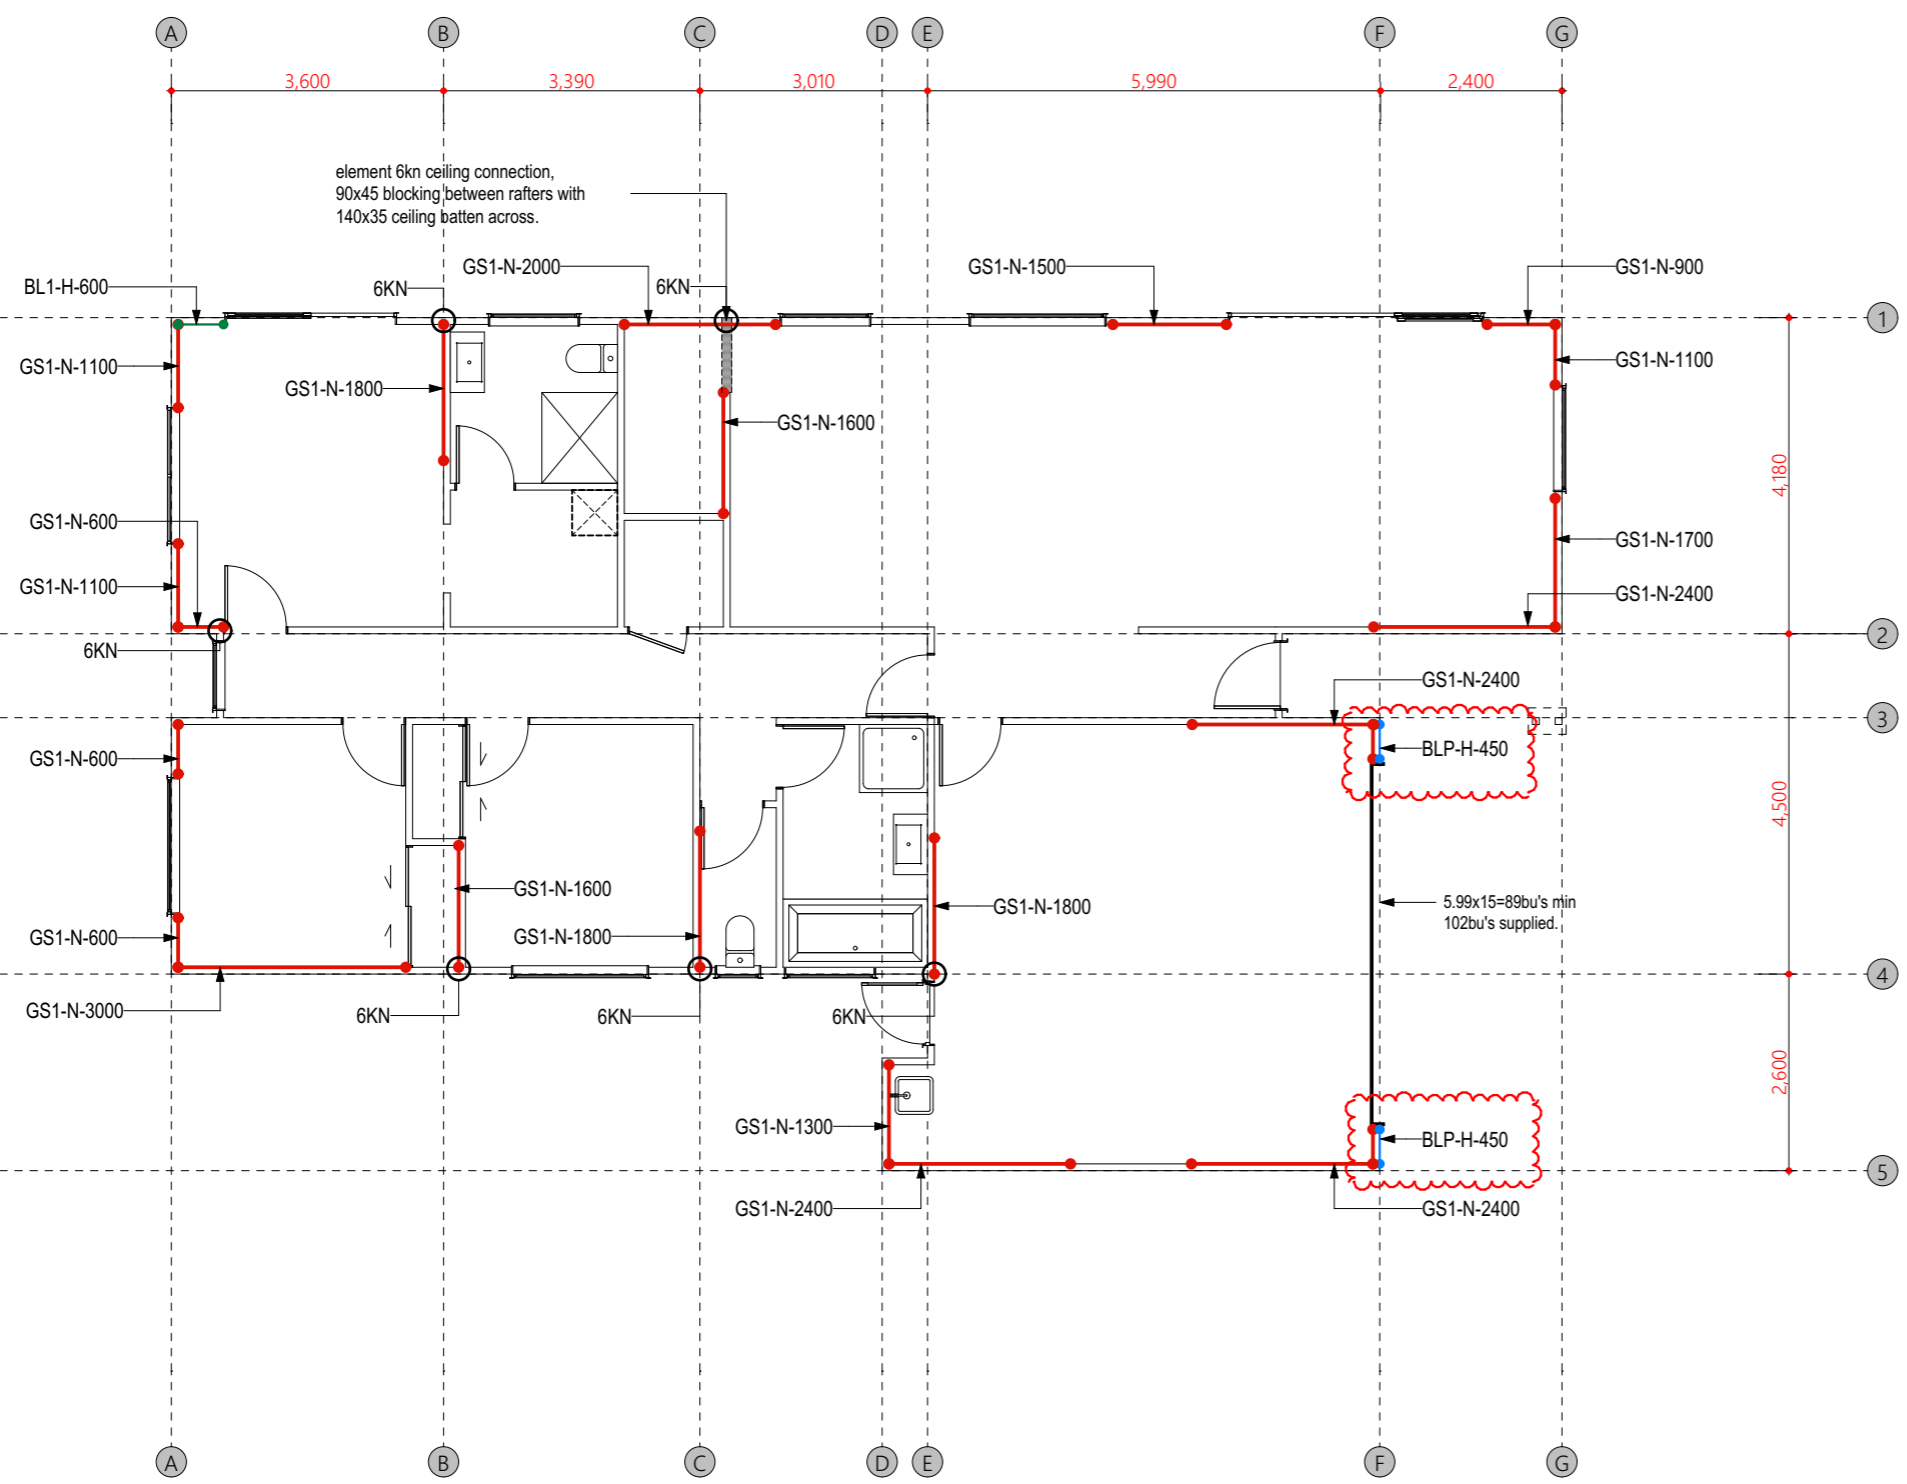 A B C D E F G
3,600 3,390 3,010 5,990 2,400
element 6kn ceiling connection,
90x45 blocking between rafters with
140x35 ceiling batten across.
GS1-N-2000 GS1-N-1500 GS1-N-900
BL1-H-600 6KN 6KN
1
GS1-N-1100 GS1-N-1100
GS1-N-1800
GS1-N-1600
4,180
GS1-N-600
GS1-N-1700
GS1-N-1100 GS1-N-2400
2
6KN
GS1-N-2400
3
BLP-H-450
GS1-N-600
4,500
GS1-N-1600
5.99x15=89bu's min
102bu's supplied.
GS1-N-1800
GS1-N-600 GS1-N-1800
4
GS1-N-3000 6KN 6KN 6KN
2,600
GS1-N-1300 BLP-H-450
5
GS1-N-2400 GS1-N-2400
A B C D E F G